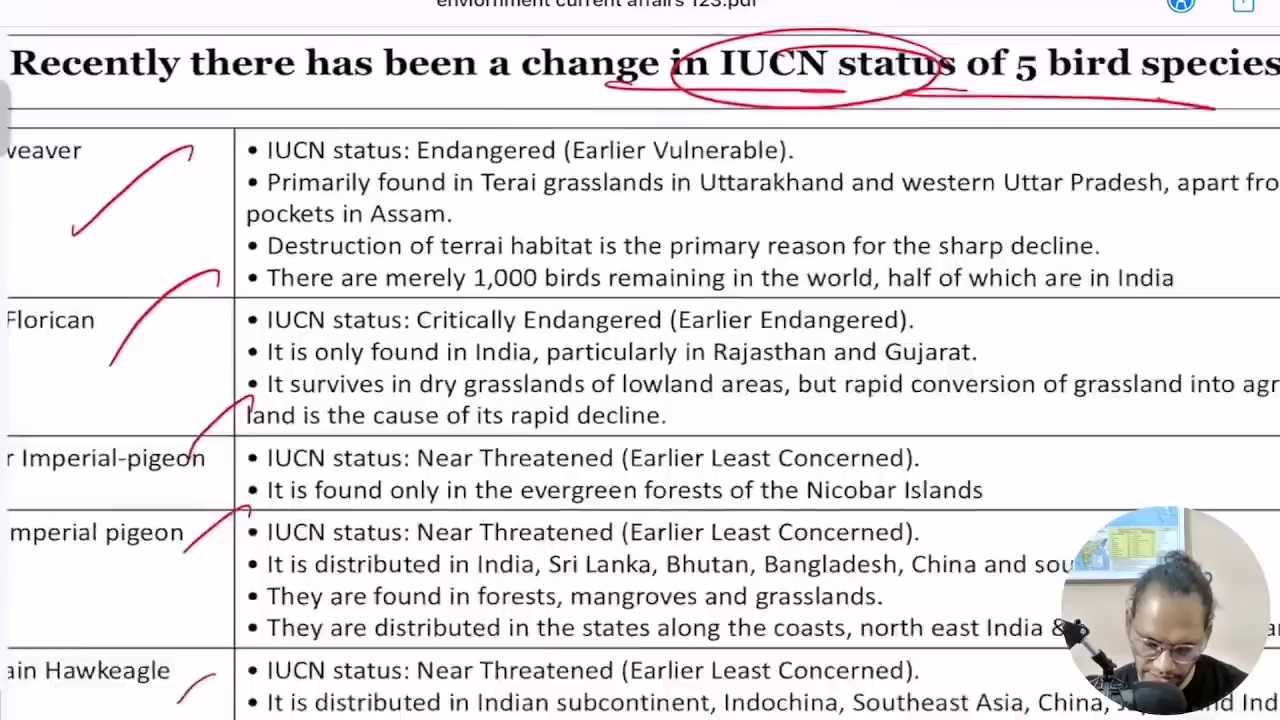 enviornment current affairs 123.pdf
Recently there has been a change in IUCN status of 5 bird species
weaver
• IUCN status: Endangered (Earlier Vulnerable).
• Primarily found in Terai grasslands in Uttarakhand and western Uttar Pradesh, apart fro
pockets in Assam.
• Destruction of terrai habitat is the primary reason for the sharp decline.
• There are merely 1,000 birds remaining in the world, half of which are in India
Florican
• IUCN status: Critically Endangered (Earlier Endangered).
• It is only found in India, particularly in Rajasthan and Gujarat.
• It survives in dry grasslands of lowland areas, but rapid conversion of grassland into agr
land is the cause of its rapid decline.
r Imperial-pigeon
• IUCN status: Near Threatened (Earlier Least Concerned).
• It is found only in the evergreen forests of the Nicobar Islands
mperial pigeon
• IUCN status: Near Threatened (Earlier Least Concerned).
• It is distributed in India, Sri Lanka, Bhutan, Bangladesh, China and sou
• They are found in forests, mangroves and grasslands.
• They are distributed in the states along the coasts, north east India &
ain Hawkeagle
• IUCN status: Near Threatened (Earlier Least Concerned).
• It is distributed in Indian subcontinent, Indochina, Southeast Asia, China, nd Ind